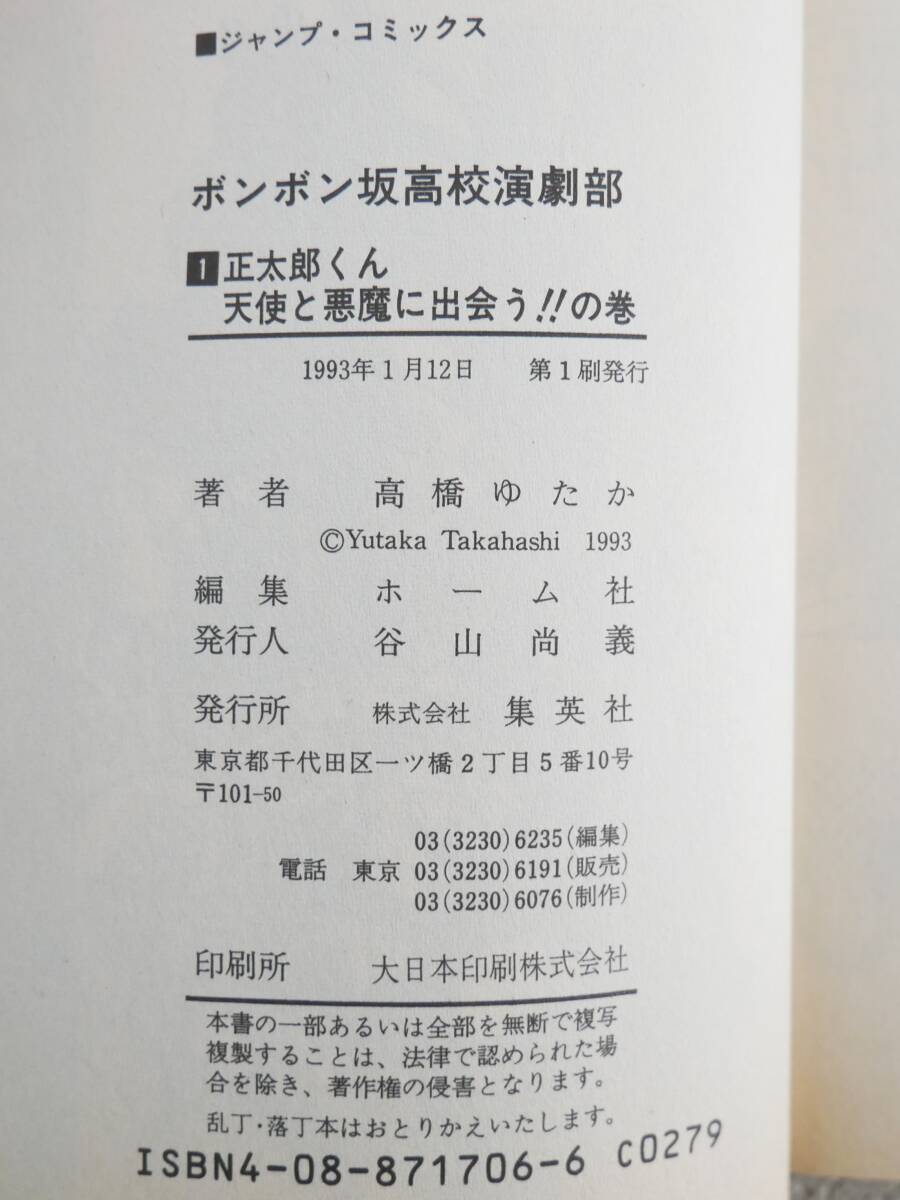 ■ジャンプ・コミックス
ボンボン坂高校演劇部
1 正太郎くん
天使と悪魔に出会う!!の巻
1993年1月12日 第1刷発行
著者 高橋ゆたか
©Yutaka Takahashi 1993
編集 ホーム社
発行人 谷山尚義
発行所 株式会社 集英社
東京都千代田区一ツ橋2丁目5番10号
〒101-50
03(3230)6235(編集)
電話 東京 03(3230)6191(販売)
03(3230)6076(制作)
印刷所 大日本印刷株式会社
本書の一部あるいは全部を無断で複写
複製することは、法律で認められた場
合を除き、著作権の侵害となります。
乱丁・落丁本はおとりかえいたします。
ISBN4-08-871706-6 C0279